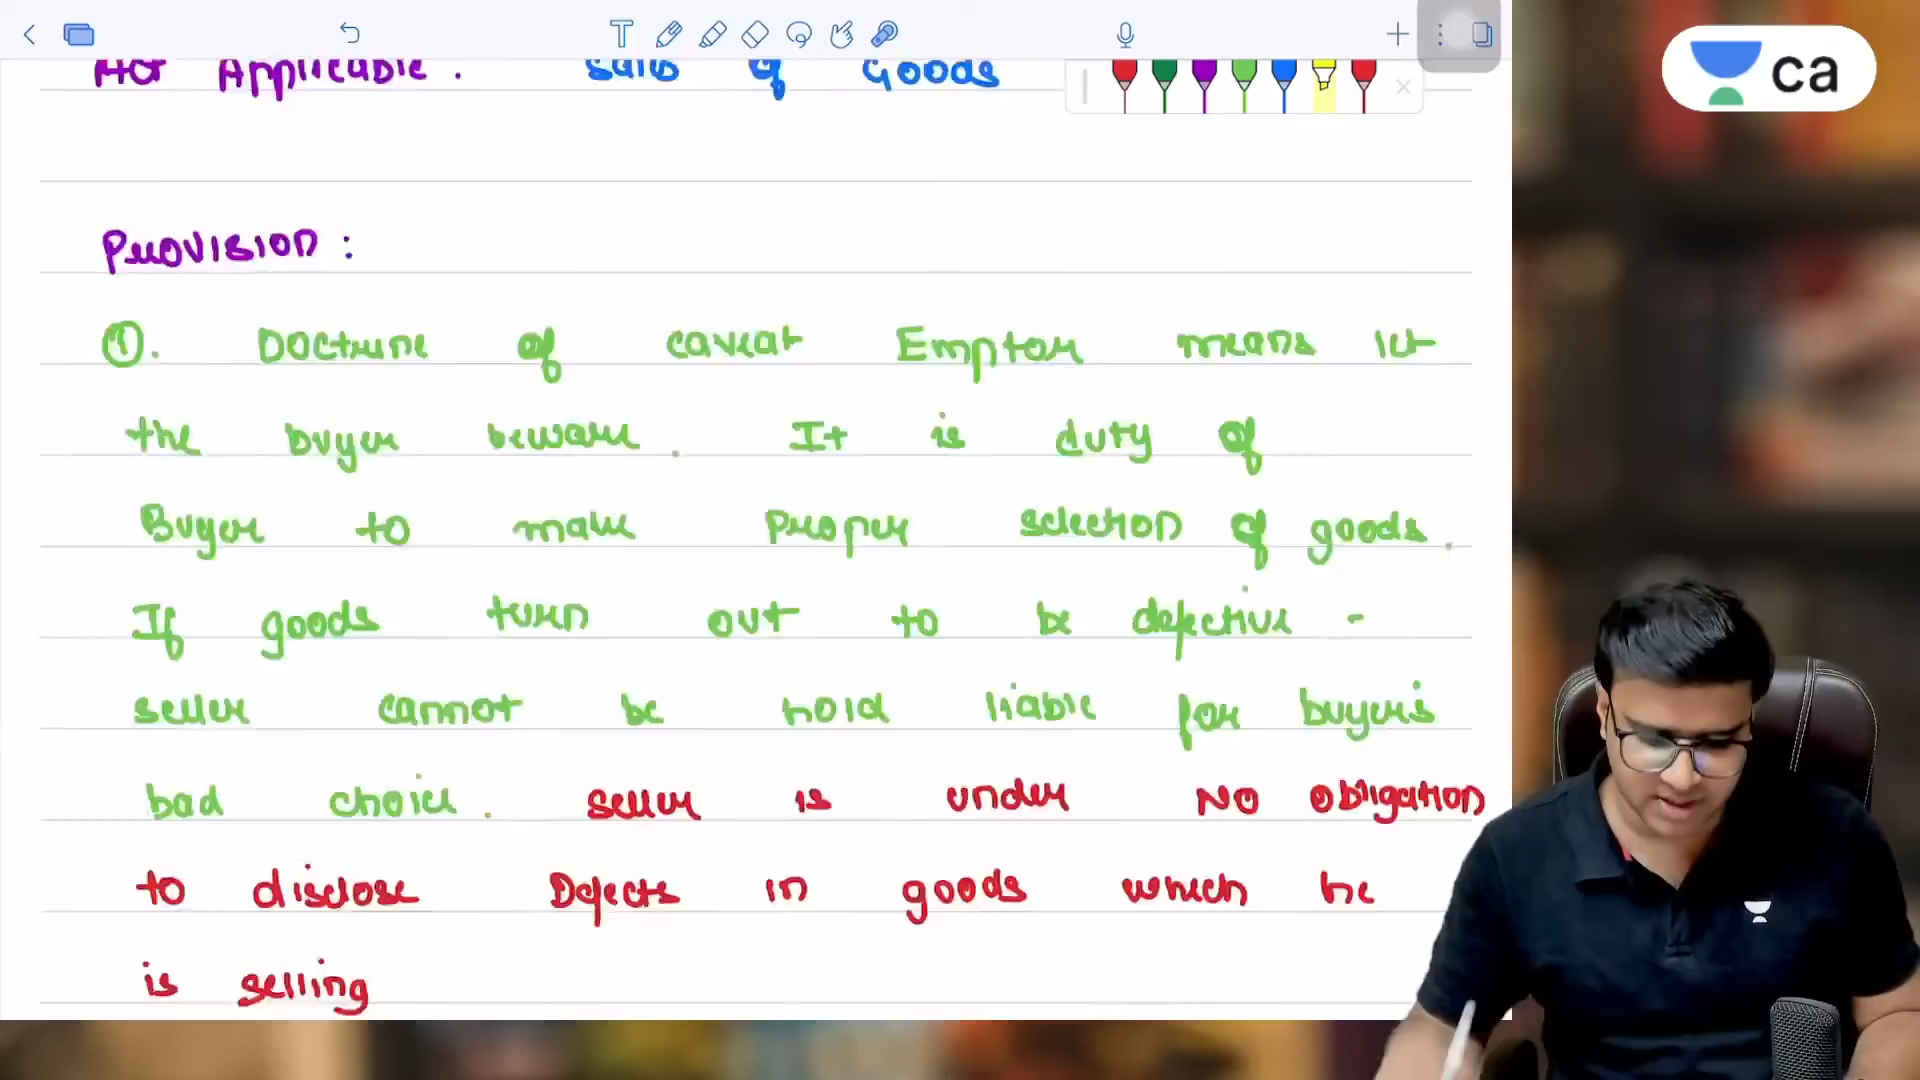 Act Applicable. Sales of Goods
ca
Provision:
①. Doctrine of caveat Emptor means let
the buyer beware. It is duty of
Buyer to make Proper selection of goods.
If goods turn out to be defective -
seller cannot be hold liable for buyer's
bad choice. Seller is under NO obligation
to disclose Defects in goods which he
is selling